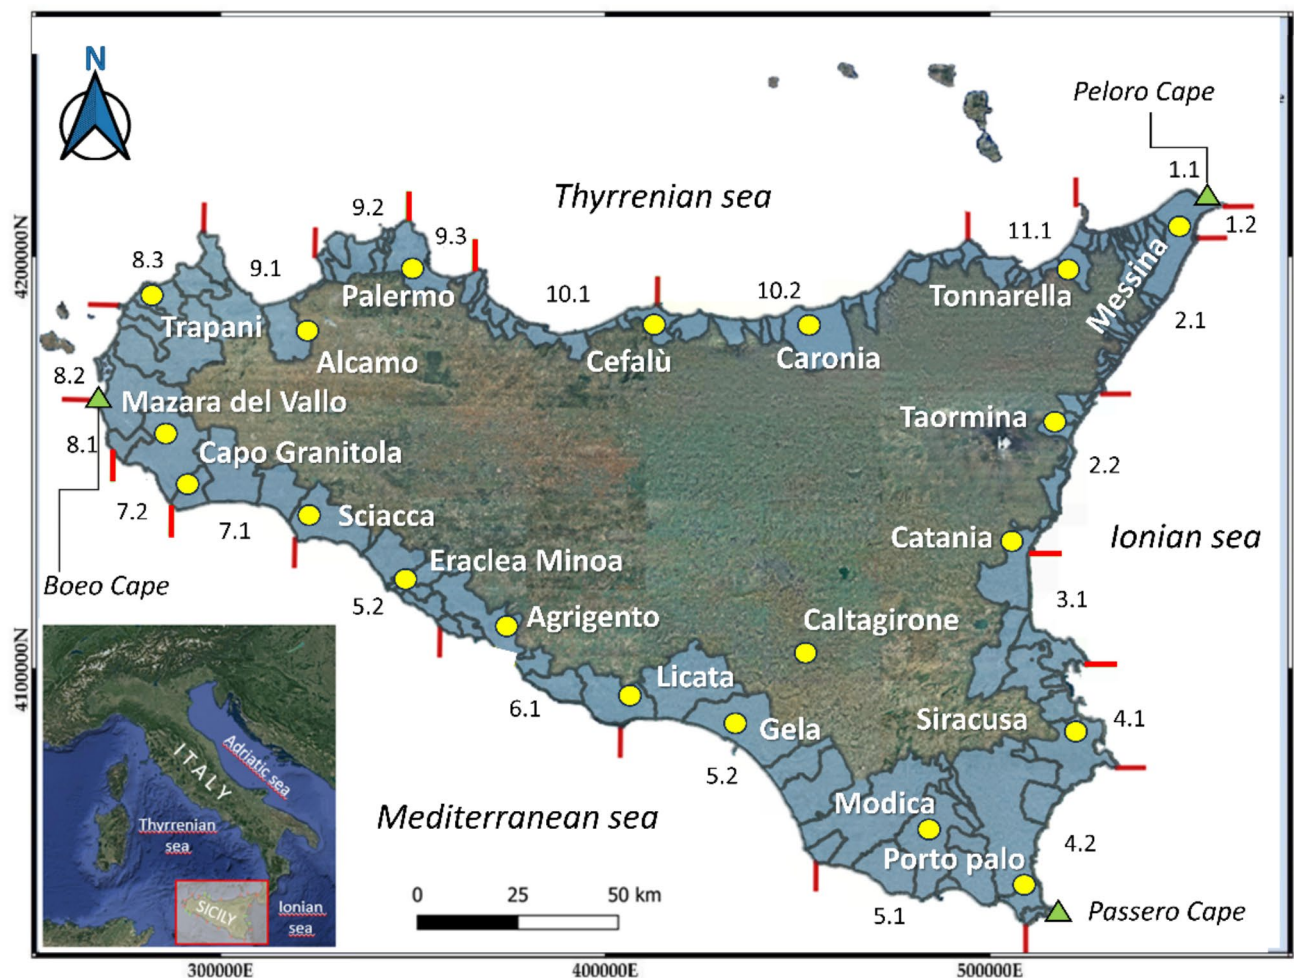 N
Peloro Cape
1.1
Thyrrenian sea
9.2
9.3
1.2
8.3
9.1
11.1
4200000N
10.1
10.2
Palermo
Tonnarella
Messina
2.1
Trapani
Alcamo
Cefalù
Caronia
8.2
Mazara del Vallo
Taormina
8.1
Capo Granitola
2.2
7.2
7.1
Sciacca
Catania
Ionian sea
Boeo Cape
5.2
Eraclea Minoa
3.1
Agrigento
Caltagirone
4100000N
6.1
Licata
Siracusa
4.1
Gela
5.2
Mediterranean sea
Modica
4.2
Porto palo
5.1
Passero Cape
ITALY
Adriatic sea
Thyrrenian
sea
SICILY
Ionian
sea
0 25 50 km
300000E 400000E 500000E